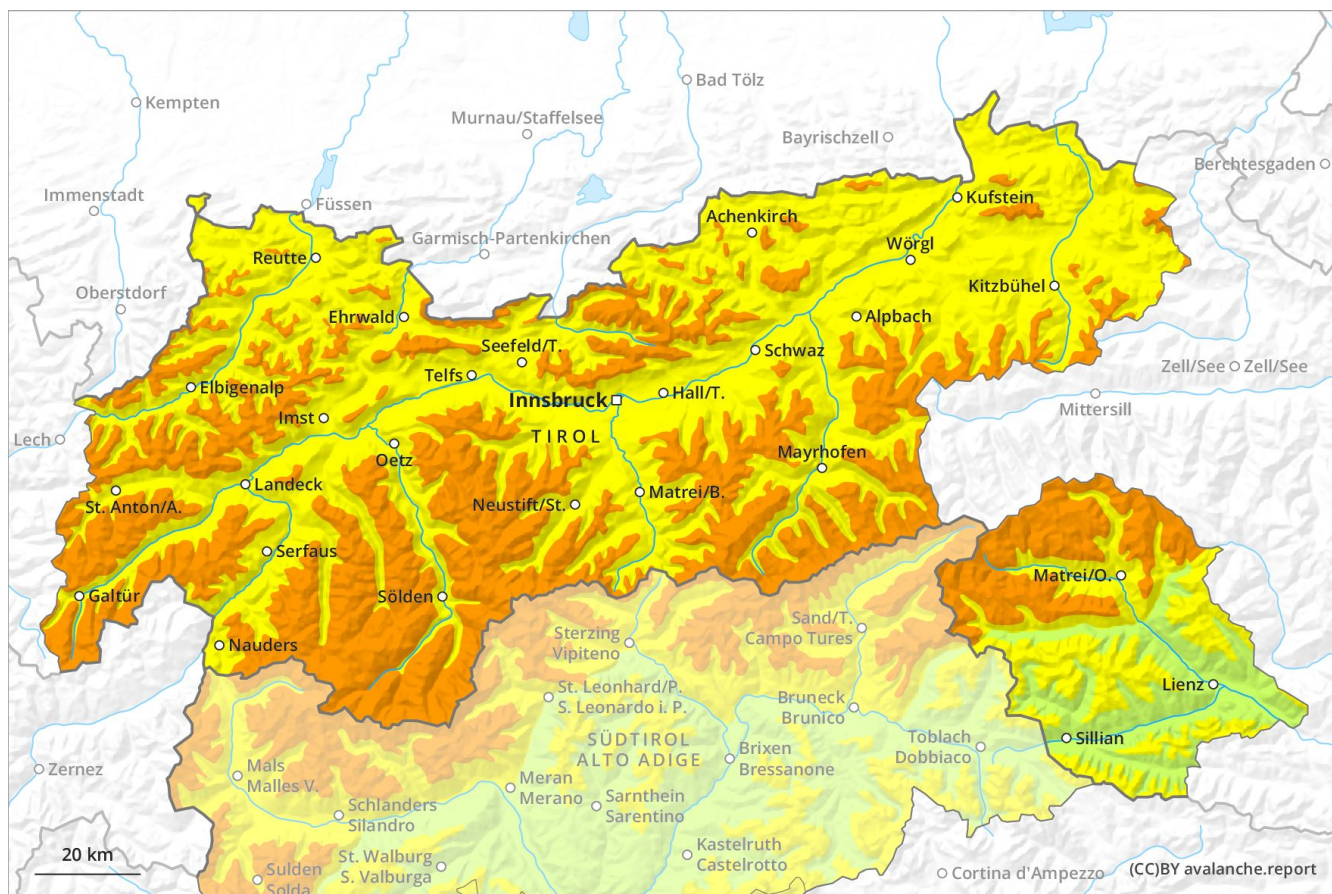 Bad Tölz
Kempten
Murnau/Staffelsee
Bayrischzell
Berchtesgaden
Immenstadt
Füssen
Kufstein
Achenkirch
Garmisch-Partenkirchen
Wörgl
Reutte
Oberstdorf
Kitzbühel
Ehrwald
Alpbach
Seefeld/T.
Schwaz
Zell/See
Zell/See
Telfs
Elbigenalp
Hall/T.
Innsbruck
Mittersill
Imst
Lech
TIROL
Oetz
Mayrhofen
Landeck
Matrei/B.
St. Anton/A.
Neustift/St.
Serfaus
Matrei/O.
Galtür
Sölden
Sand/T.
Campo Tures
Sterzing
Vipiteno
Nauders
Lienz
St. Leonhard/P.
S. Leonardo i. P.
Bruneck
Brunico
Sillian
SÜDTIROL
ALTO ADIGE
Toblach
Dobbiaco
Brixen
Bressanone
Zernez
Mals
Malles V.
Meran
Merano
Sarnthein
Sarentino
Schlanders
Silandro
Kastelruth
Castelrotto
20 km
St. Walburg
S. Valburga
Sulden
Solda
Cortina d'Ampezzo
(CC)BY avalanche.report